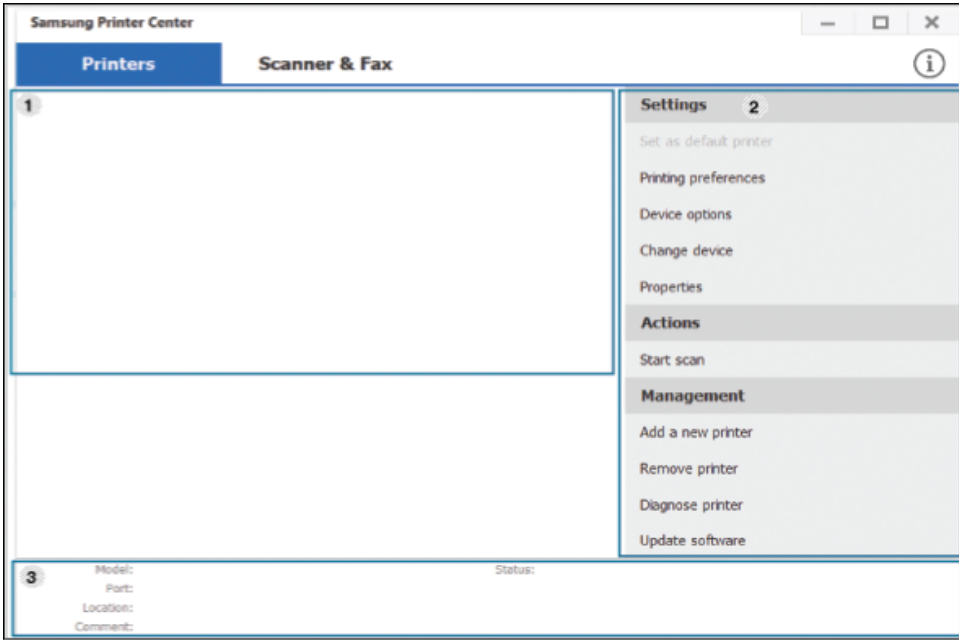 Samsung Printer Center
Printers
Scanner & Fax
1
Settings 2
Set as default printer
Printing preferences
Device options
Change device
Properties
Actions
Start scan
Management
Add a new printer
Remove printer
Diagnose printer
Update software
3
Model: Status:
Port:
Location:
Comment: